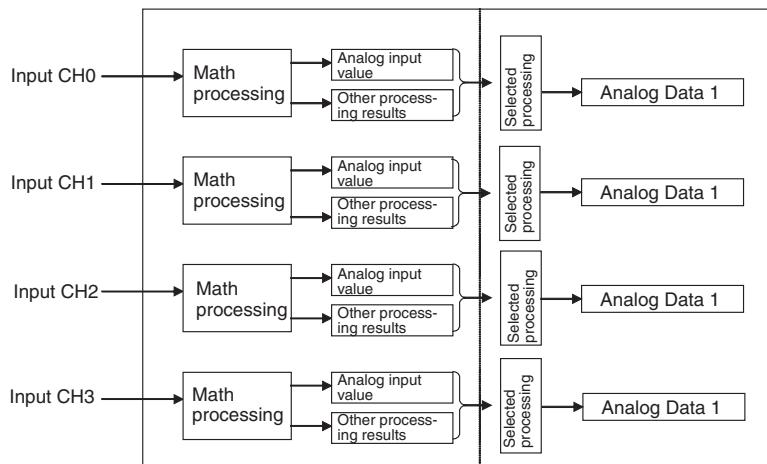 Input CH0
Math
processing
Analog input
value
Other process-
ing results
Selected
processing
Analog Data 1
Input CH1
Math
processing
Analog input
value
Other process-
ing results
Selected
processing
Analog Data 1
Input CH2
Math
processing
Analog input
value
Other process-
ing results
Selected
processing
Analog Data 1
Input CH3
Math
processing
Analog input
value
Other process-
ing results
Selected
processing
Analog Data 1